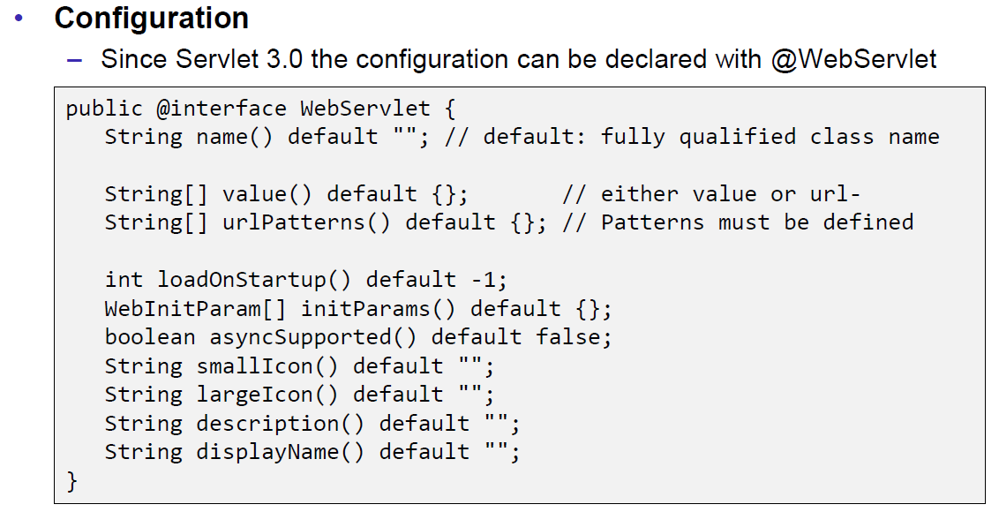 • Configuration
– Since Servlet 3.0 the configuration can be declared with @WebServlet
public @interface WebServlet {
   String name() default ""; // default: fully qualified class name

   String[] value() default {};       // either value or url-
   String[] urlPatterns() default {}; // Patterns must be defined

   int loadOnStartup() default -1;
   WebInitParam[] initParams() default {};
   boolean asyncSupported() default false;
   String smallIcon() default "";
   String largeIcon() default "";
   String description() default "";
   String displayName() default "";
}